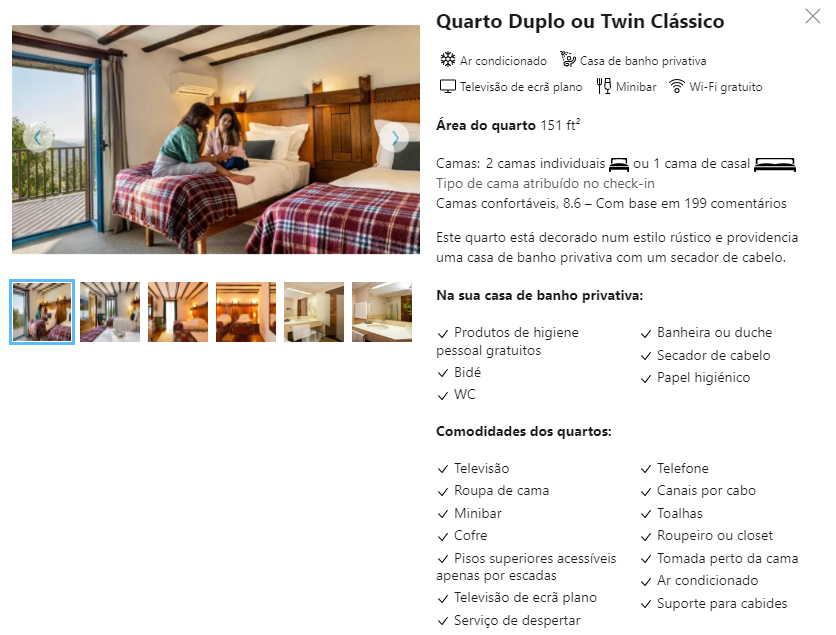 Quarto Duplo ou Twin Clássico
Ar condicionado Casa de banho privativa
Televisão de ecrã plano Minibar Wi-Fi gratuito
Área do quarto 151 ft²
Camas: 2 camas individuais ou 1 cama de casal
Tipo de cama atribuído no check-in
Camas confortáveis, 8.6 – Com base em 199 comentários
Este quarto está decorado num estilo rústico e providencia
uma casa de banho privativa com um secador de cabelo.
Na sua casa de banho privativa:
Produtos de higiene
pessoal gratuitos
Bidé
WC
Banheira ou duche
Secador de cabelo
Papel higiénico
Comodidades dos quartos:
Televisão
Roupa de cama
Minibar
Cofre
Pisos superiores acessíveis
apenas por escadas
Televisão de ecrã plano
Serviço de despertar
Telefone
Canais por cabo
Toalhas
Roupeiro ou closet
Tomada perto da cama
Ar condicionado
Suporte para cabides